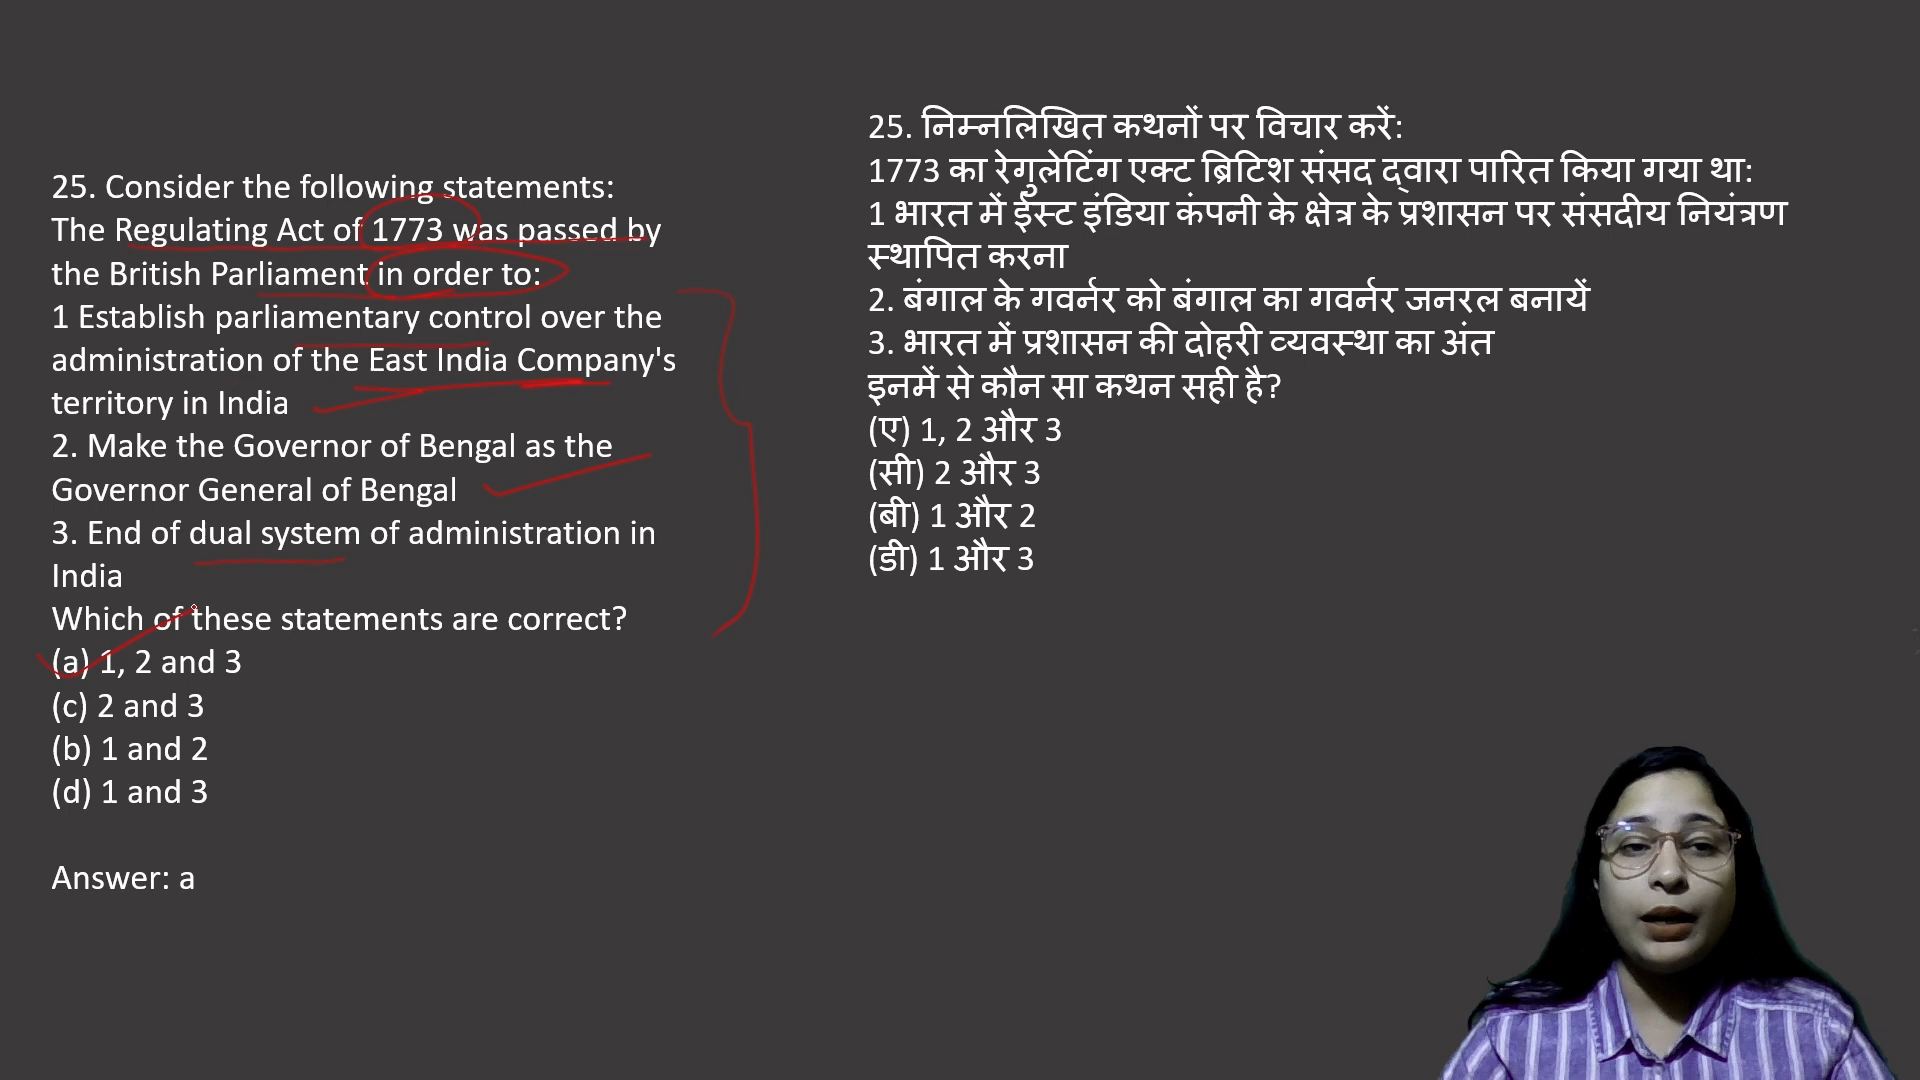 25. Consider the following statements:
The Regulating Act of 1773 was passed by
the British Parliament in order to:
1 Establish parliamentary control over the
administration of the East India Company's
territory in India
2. Make the Governor of Bengal as the
Governor General of Bengal
3. End of dual system of administration in
India
Which of these statements are correct?
(a) 1, 2 and 3
(c) 2 and 3
(b) 1 and 2
(d) 1 and 3
Answer: a
25. निम्नलिखित कथनों पर विचार करें:
1773 का रेगुलेटिंग एक्ट ब्रिटिश संसद द्वारा पारित किया गया था:
1 भारत में ईस्ट इंडिया कंपनी के क्षेत्र के प्रशासन पर संसदीय नियंत्रण
स्थापित करना
2. बंगाल के गवर्नर को बंगाल का गवर्नर जनरल बनायें
3. भारत में प्रशासन की दोहरी व्यवस्था का अंत
इनमें से कौन सा कथन सही है?
(ए) 1, 2 और 3
(सी) 2 और 3
(बी) 1 और 2
(डी) 1 और 3